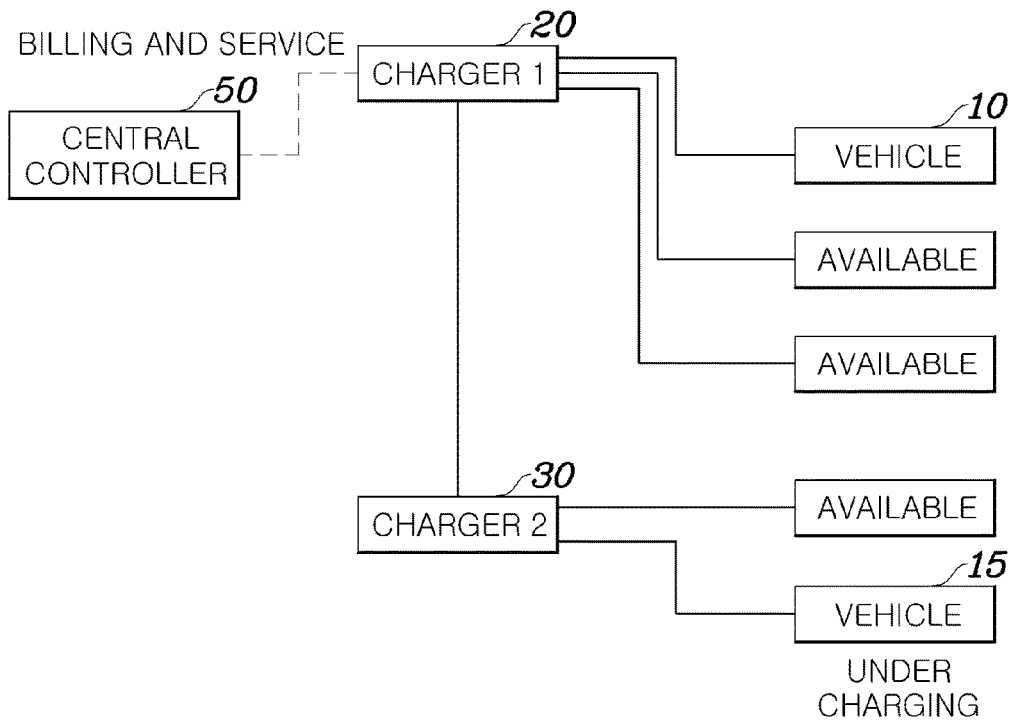 BILLING AND SERVICE
20
CHARGER 1
50
CENTRAL
CONTROLLER
10
VEHICLE
AVAILABLE
AVAILABLE
30
CHARGER 2
AVAILABLE
15
VEHICLE
UNDER
CHARGING